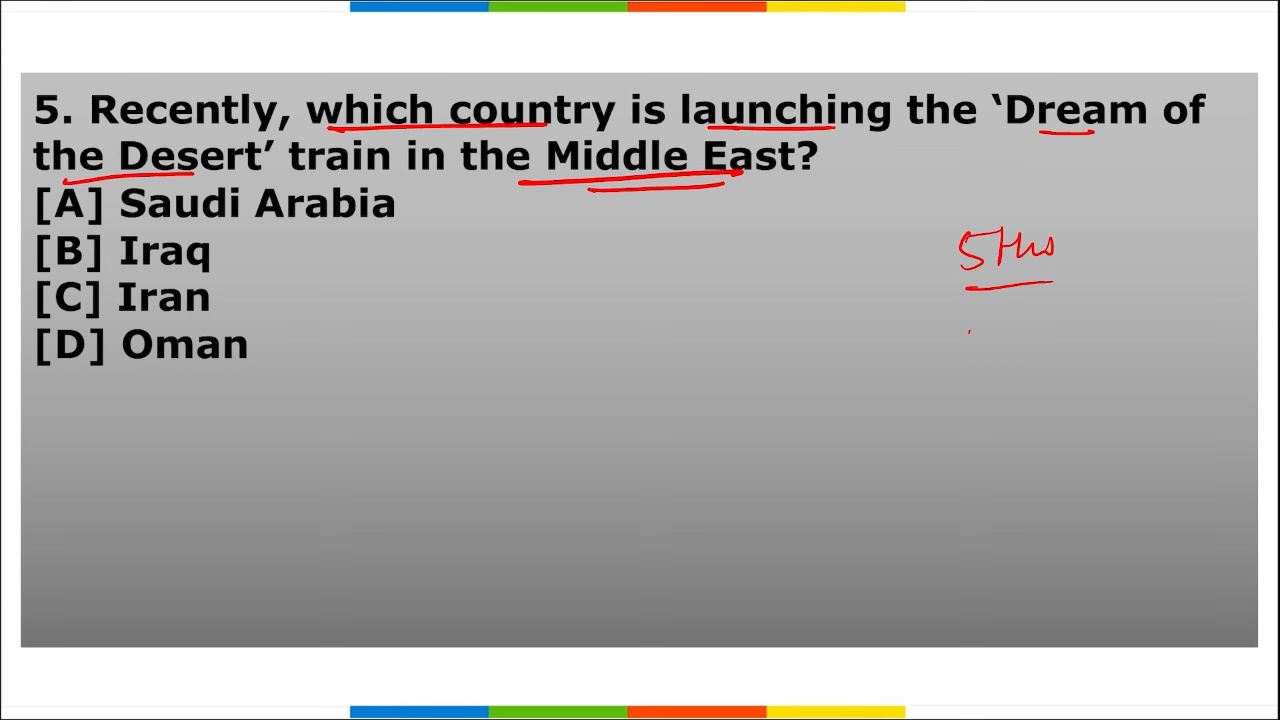 5. Recently, which country is launching the ‘Dream of
the Desert’ train in the Middle East?
[A] Saudi Arabia
[B] Iraq
[C] Iran
[D] Oman